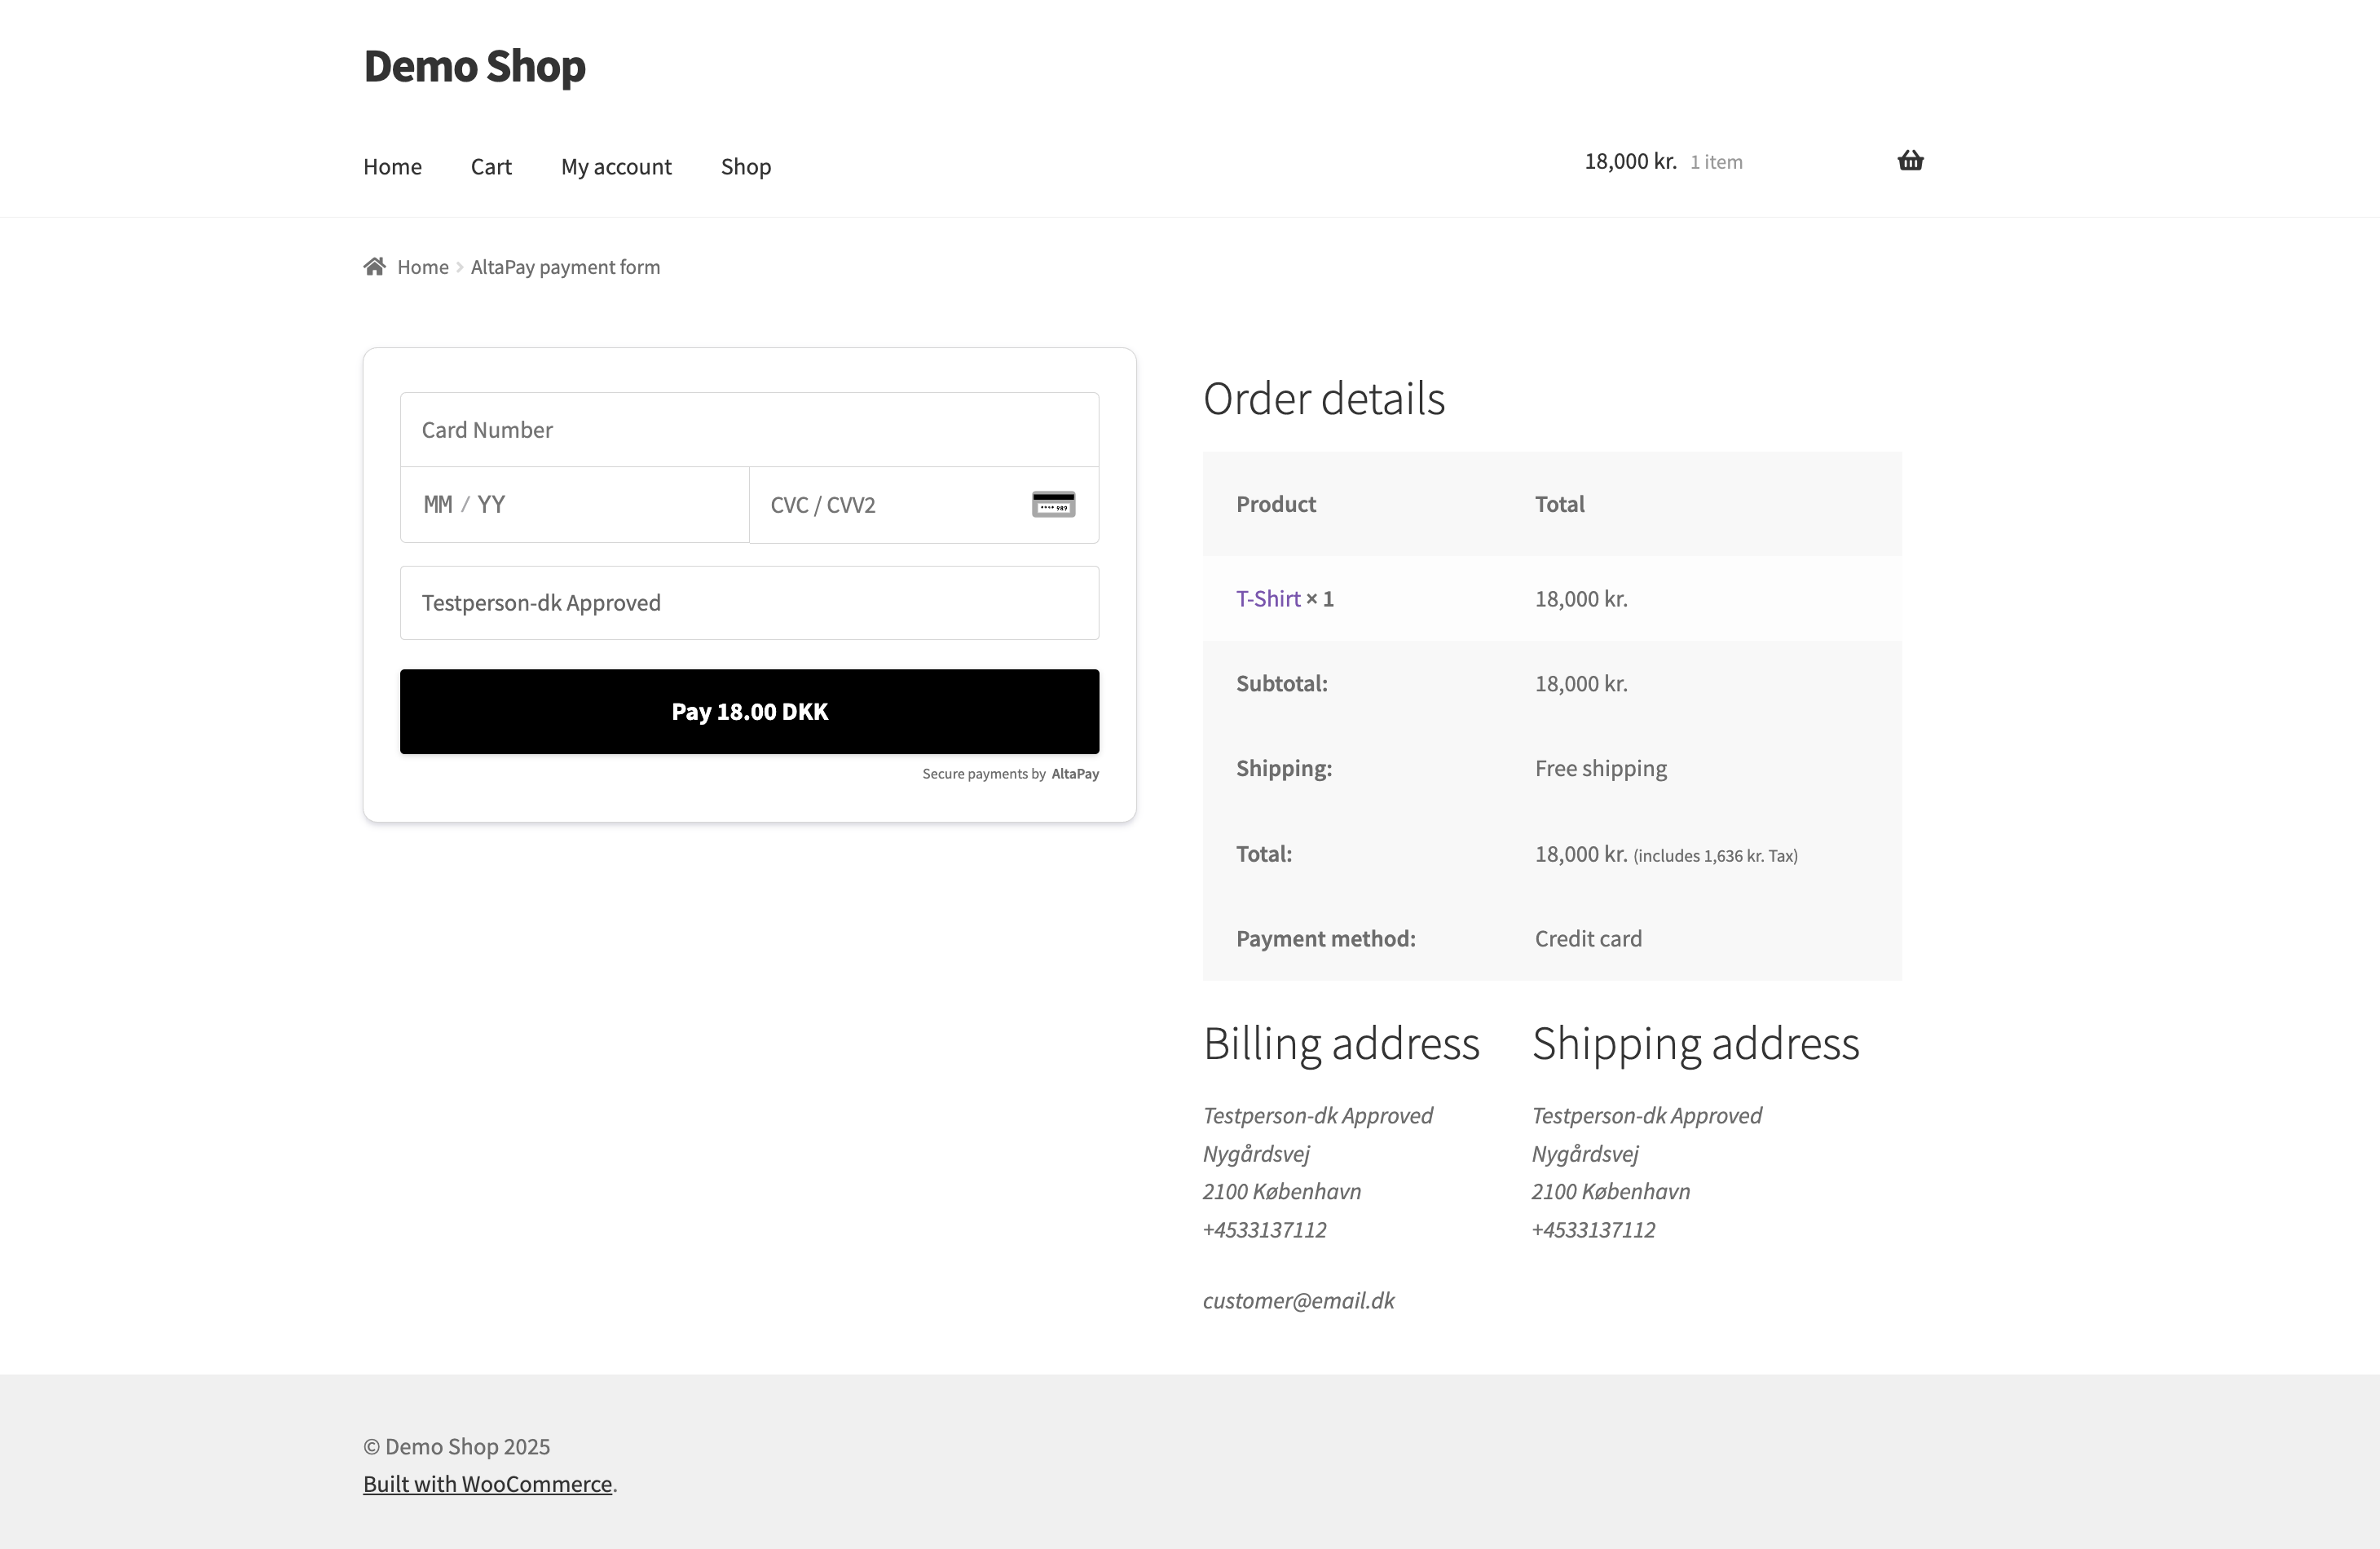 Demo Shop
Home Cart My account Shop
18,000 kr. 1 item
Home AltaPay payment form
Card Number
MM / YY CVC / CVV2
Testperson-dk Approved
Pay 18.00 DKK
Secure payments by AltaPay
Order details
Product Total
T-Shirt × 1 18,000 kr.
Subtotal: 18,000 kr.
Shipping: Free shipping
Total: 18,000 kr. (includes 1,636 kr. Tax)
Payment method: Credit card
Billing address
Testperson-dk Approved
Nygårdsvej
2100 København
+4533137112
customer@email.dk
Shipping address
Testperson-dk Approved
Nygårdsvej
2100 København
+4533137112
© Demo Shop 2025
Built with WooCommerce.